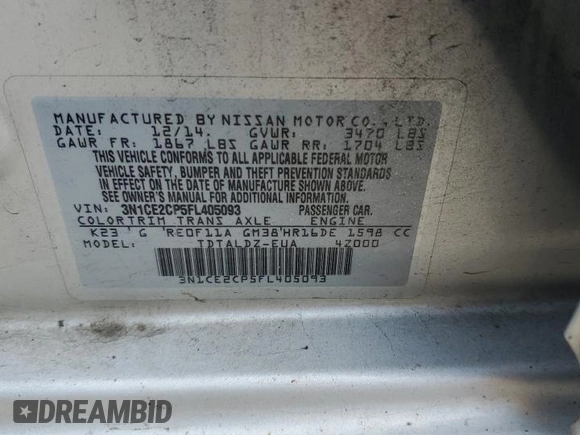 MANUFACTURED BY NISSAN MOTOR CO., LTD.
DATE: 12/14. GVWR: 3470 LBS
GAWR FR: 1867 LBS GAWR RR: 1704 LBS
THIS VEHICLE CONFORMS TO ALL APPLICABLE FEDERAL MOTOR
VEHICLE SAFETY, BUMPER AND THEFT PREVENTION STANDARDS
IN EFFECT ON THE DATE OF MANUFACTURE SHOWN ABOVE.
SEE OWNER'S MANUAL FOR ADDITIONAL INFORMATION.
VIN: 3N1CE2CP5FL405093 PASSENGER CAR.
COLOR TRIM TRANS AXLE ENGINE
K23 G RE0F11A GM38 HR16DE 1598 CC
MODEL TDTALDZ-EUA 4Z000
3N1CE2CP5FL405093
DREAMBID